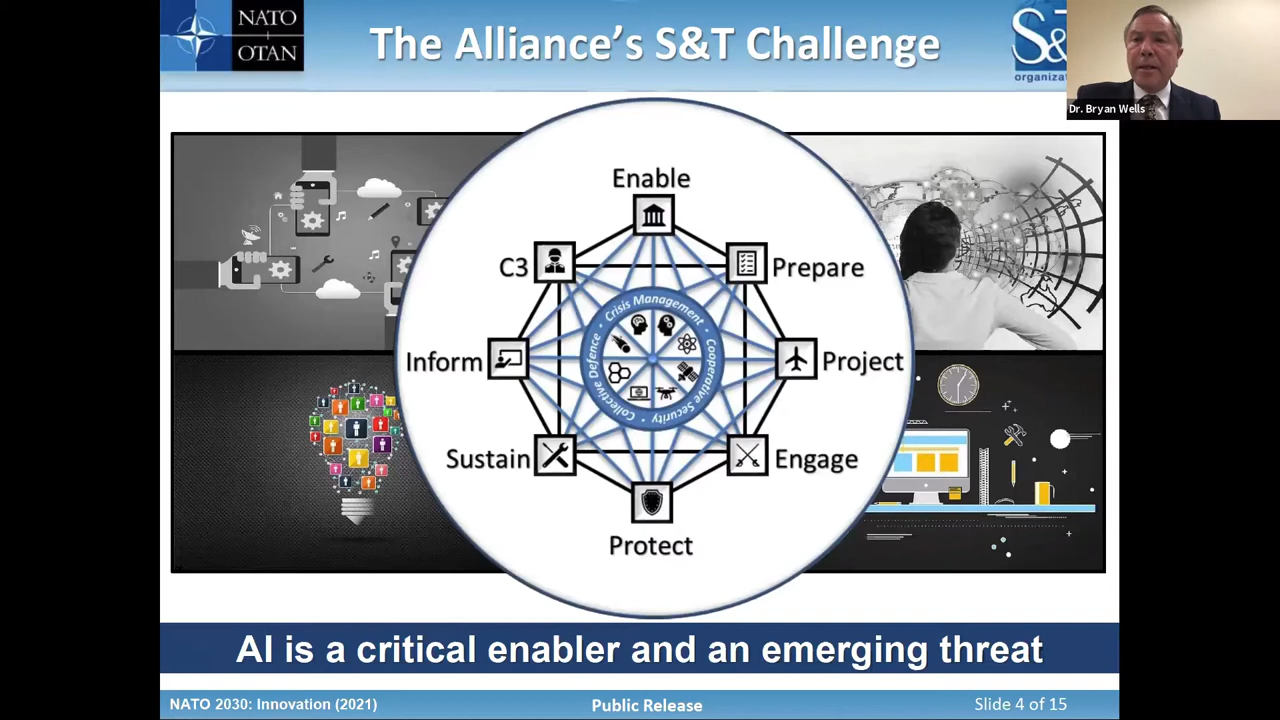 NATO
OTAN
The Alliance's S&T Challenge
S&
organiza
Dr. Bryan Wells
Enable
C3
Prepare
Crisis Management
Collective Defence
Cooperative Security
Inform
Project
Sustain
Engage
Protect
AI is a critical enabler and an emerging threat
NATO 2030: Innovation (2021)
Public Release
Slide 4 of 15